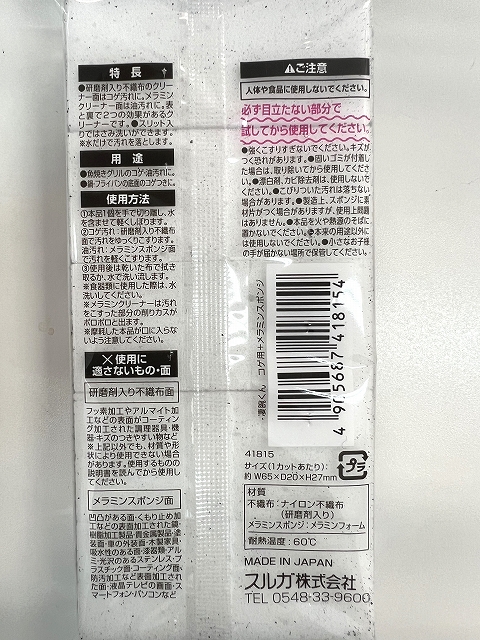 特長
●研磨剤入り不織布のクリー
ナー面はコゲ汚れに。メラミン
クリーナー面は油汚れに。表
と裏で2つの効果があるク
リーナーです。●スリット入
りではさみ洗いができます。
※水だけで汚れを落とします。
用途
●魚焼きグリルのコゲ・油汚れに。
●鍋・フライパンの底面のコゲつきに。
使用方法
①本品1個を手で切り離し、水
を含ませて軽くしぼります。
②コゲ汚れ:研磨剤入り不織布
面で汚れをゆっくりこすります。
油汚れ:メラミンスポンジ面
で汚れを軽くこすります。
③使用後は乾いた布で拭き
取るか、水で洗い流します。
※食器類に使用した際は、水
洗いしてください。
※メラミンクリーナーは汚れ
をこすった部分の削りカスが
ボロボロと出ます。
※摩耗した本品が口に入らな
いよう注意してください。
使用に
適さないもの・面
研磨剤入り不織布面
フッ素加工やアルマイト加
工などの表面がコーティン
グ加工された調理器具・機
器・キズのつきやすい物など
※上記以外でも、材質や形
状により使用できない場合
があります。使用するものの説
明書を読んでから使用し
てください。
メラミンスポンジ面
凹凸がある面・くもり止め加
工などの表面加工された鏡・
樹脂加工製品・貴金属製品・塗
装面・車の外装面・木製家具・
吸水性のある面・漆器類・アル
ミ・光沢のあるステンレス・プ
ラスチック面・コーティング面・
防汚加工など表面加工され
た面・液晶テレビの画面・ス
マートフォン・パソコンなど
ご注意
人体や食品に使用しないでください。
必ず目立たない部分で
試してから使用してください。
●強くこすりすぎないでください。キズが
つく恐れがあります。●固いゴミが付着し
た場合は、取り除いてから使用してくださ
い。●漂白剤、カビ除去剤は、使用しないで
ください。●こびりついた汚れは落ちない
場合があります。●製造上、スポンジに素
材片がつく場合がありますが、使用上問題
はありません。●本品を火や熱源のそばに
置かないでください。●本来の用途以外に
は使用しないでください。●小さなお子様
の手が届かない場所で保管してください。
コゲ用+メラミンスポンジ
4 905687 418154
41815
サイズ(1カットあたり):
約 W65×D20×H27mm
プラ
材質
不織布:ナイロン不織布
(研磨剤入り)
メラミンスポンジ:メラミンフォーム
耐熱温度:60℃
MADE IN JAPAN
スルガ株式会社
TEL 0548-33-9600